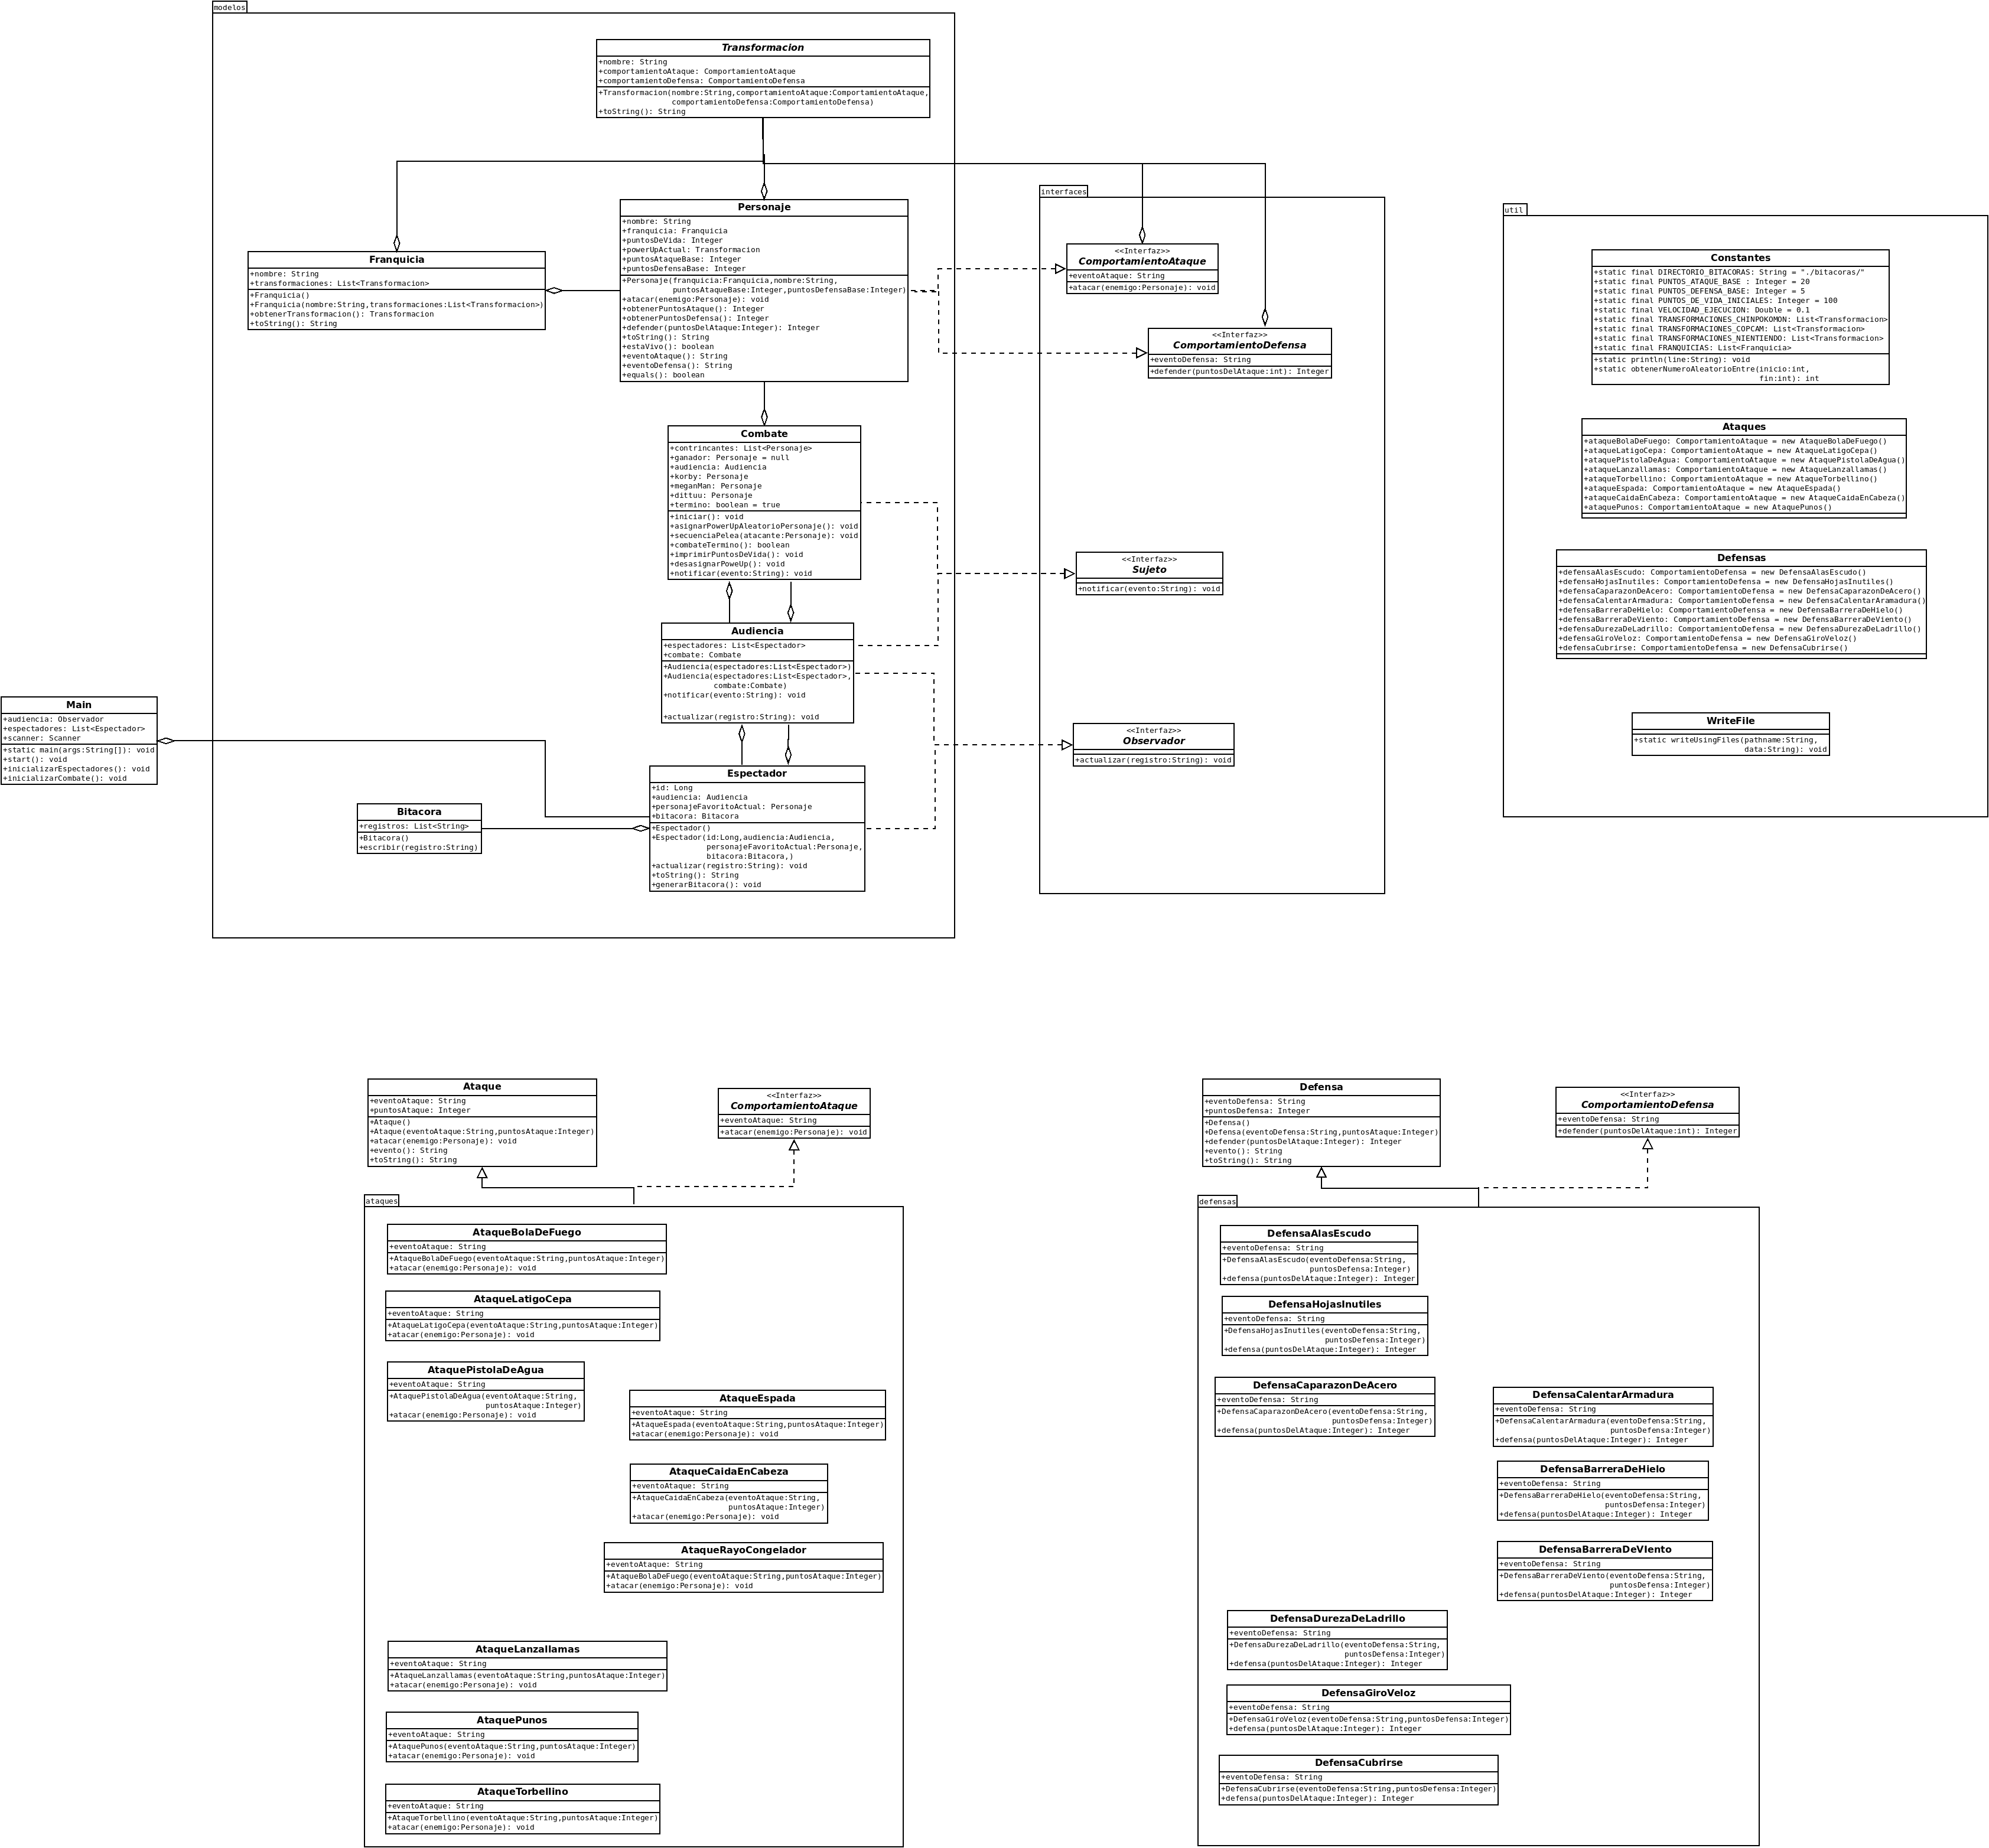 modelos
Transformacion
+nombre: String
+comportamientoAtaque: ComportamientoAtaque
+comportamientoDefensa: ComportamientoDefensa
+Transformacion(nombre:String,comportamientoAtaque:ComportamientoAtaque,
comportamientoDefensa:ComportamientoDefensa)
+toString(): String
Personaje
+nombre: String
+franquicia: Franquicia
+puntosDeVida: Integer
+powerUpActual: Transformacion
+puntosAtaqueBase: Integer
+puntosDefensaBase: Integer
+Personaje(franquicia:Franquicia,nombre:String,
puntosAtaqueBase:Integer,puntosDefensaBase:Integer)
+atacar(enemigo:Personaje): void
+obtenerPuntosAtaque(): Integer
+obtenerPuntosDefensa(): Integer
+defender(puntosDelAtaque:Integer): Integer
+toString(): String
+estaVivo(): boolean
+eventoAtaque(): String
+eventoDefensa(): String
+equals(): boolean
Franquicia
+nombre: String
+transformaciones: List<Transformacion>
+Franquicia()
+Franquicia(nombre:String,transformaciones:List<Transformacion>)
+obtenerTransformacion(): Transformacion
+toString(): String
Combate
+contrincantes: List<Personaje>
+ganador: Personaje = null
+audiencia: Audiencia
+korby: Personaje
+meganMan: Personaje
+dittuu: Personaje
+termino: boolean = true
+iniciar(): void
+asignarPowerUpAleatorioPersonaje(): void
+secuenciaPelea(atacante:Personaje): void
+combateTermino(): boolean
+imprimirPuntosDeVida(): void
+desasignarPoweUp(): void
+notificar(evento:String): void
Audiencia
+espectadores: List<Espectador>
+combate: Combate
+Audiencia(espectadores:List<Espectador>)
+Audiencia(espectadores:List<Espectador>,
combate:Combate)
+notificar(evento:String): void
+actualizar(registro:String): void
Main
+audiencia: Observador
+espectadores: List<Espectador>
+scanner: Scanner
+static main(args:String[]): void
+start(): void
+inicializarEspectadores(): void
+inicializarCombate(): void
Espectador
+id: Long
+audiencia: Audiencia
+personajeFavoritoActual: Personaje
+bitacora: Bitacora
+Espectador()
+Espectador(id:Long,audiencia:Audiencia,
personajeFavoritoActual:Personaje,
bitacora:Bitacora,)
+actualizar(registro:String): void
+toString(): String
+generarBitacora(): void
Bitacora
+registros: List<String>
+Bitacora()
+escribir(registro:String)
interfaces
<<Interfaz>>
ComportamientoAtaque
+eventoAtaque: String
+atacar(enemigo:Personaje): void
<<Interfaz>>
ComportamientoDefensa
+eventoDefensa: String
+defender(puntosDelAtaque:int): Integer
<<Interfaz>>
Sujeto
+notificar(evento:String): void
<<Interfaz>>
Observador
+actualizar(registro:String): void
util
Constantes
+static final DIRECTORIO_BITACORAS: String = "./bitacoras/"
+static final PUNTOS_ATAQUE_BASE : Integer = 20
+static final PUNTOS_DEFENSA_BASE: Integer = 5
+static final PUNTOS_DE_VIDA_INICIALES: Integer = 100
+static final VELOCIDAD_EJECUCION: Double = 0.1
+static final TRANSFORMACIONES_CHINPOKOMON: List<Transformacion>
+static final TRANSFORMACIONES_COPCAM: List<Transformacion>
+static final TRANSFORMACIONES_NIENTIENDO: List<Transformacion>
+static final FRANQUICIAS: List<Franquicia>
+static println(line:String): void
+static obtenerNumeroAleatorioEntre(inicio:int,
fin:int): int
Ataques
+ataqueBolaDeFuego: ComportamientoAtaque = new AtaqueBolaDeFuego()
+ataqueLatigoCepa: ComportamientoAtaque = new AtaqueLatigoCepa()
+ataquePistolaDeAgua: ComportamientoAtaque = new AtaquePistolaDeAgua()
+ataqueLanzallamas: ComportamientoAtaque = new AtaqueLanzallamas()
+ataqueTorbellino: ComportamientoAtaque = new AtaqueTorbellino()
+ataqueEspada: ComportamientoAtaque = new AtaqueEspada()
+ataqueCaidaEnCabeza: ComportamientoAtaque = new AtaqueCaidaEnCabeza()
+ataquePunos: ComportamientoAtaque = new AtaquePunos()
Defensas
+defensaAlasEscudo: ComportamientoDefensa = new DefensaAlasEscudo()
+defensaHojasInutiles: ComportamientoDefensa = new DefensaHojasInutiles()
+defensaCaparazonDeAcero: ComportamientoDefensa = new DefensaCaparazonDeAcero()
+defensaCalentarArmadura: ComportamientoDefensa = new DefensaCalentarAramadura()
+defensaBarreraDeHielo: ComportamientoDefensa = new DefensaBarreraDeHielo()
+defensaBarreraDeViento: ComportamientoDefensa = new DefensaBarreraDeViento()
+defensaDurezaDeLadrillo: ComportamientoDefensa = new DefensaDurezaDeLadrillo()
+defensaGiroVeloz: ComportamientoDefensa = new DefensaGiroVeloz()
+defensaCubrirse: ComportamientoDefensa = new DefensaCubrirse()
WriteFile
+static writeUsingFiles(pathname:String,
data:String): void
Ataque
+eventoAtaque: String
+puntosAtaque: Integer
+Ataque()
+Ataque(eventoAtaque:String,puntosAtaque:Integer)
+atacar(enemigo:Personaje): void
+evento(): String
+toString(): String
<<Interfaz>>
ComportamientoAtaque
+eventoAtaque: String
+atacar(enemigo:Personaje): void
ataques
AtaqueBolaDeFuego
+eventoAtaque: String
+AtaqueBolaDeFuego(eventoAtaque:String,puntosAtaque:Integer)
+atacar(enemigo:Personaje): void
AtaqueLatigoCepa
+eventoAtaque: String
+AtaqueLatigoCepa(eventoAtaque:String,puntosAtaque:Integer)
+atacar(enemigo:Personaje): void
AtaquePistolaDeAgua
+eventoAtaque: String
+AtaquePistolaDeAgua(eventoAtaque:String,
puntosAtaque:Integer)
+atacar(enemigo:Personaje): void
AtaqueEspada
+eventoAtaque: String
+AtaqueEspada(eventoAtaque:String,puntosAtaque:Integer)
+atacar(enemigo:Personaje): void
AtaqueCaidaEnCabeza
+eventoAtaque: String
+AtaqueCaidaEnCabeza(eventoAtaque:String,
puntosAtaque:Integer)
+atacar(enemigo:Personaje): void
AtaqueRayoCongelador
+eventoAtaque: String
+AtaqueBolaDeFuego(eventoAtaque:String,puntosAtaque:Integer)
+atacar(enemigo:Personaje): void
AtaqueLanzallamas
+eventoAtaque: String
+AtaqueLanzallamas(eventoAtaque:String,puntosAtaque:Integer)
+atacar(enemigo:Personaje): void
AtaquePunos
+eventoAtaque: String
+AtaquePunos(eventoAtaque:String,puntosAtaque:Integer)
+atacar(enemigo:Personaje): void
AtaqueTorbellino
+eventoAtaque: String
+AtaqueTorbellino(eventoAtaque:String,puntosAtaque:Integer)
+atacar(enemigo:Personaje): void
Defensa
+eventoDefensa: String
+puntosDefensa: Integer
+Defensa()
+Defensa(eventoDefensa:String,puntosAtaque:Integer)
+defender(puntosDelAtaque:Integer): Integer
+evento(): String
+toString(): String
<<Interfaz>>
ComportamientoDefensa
+eventoDefensa: String
+defender(puntosDelAtaque:int): Integer
defensas
DefensaAlasEscudo
+eventoDefensa: String
+DefensaAlasEscudo(eventoDefensa:String,
puntosDefensa:Integer)
+defensa(puntosDelAtaque:Integer): Integer
DefensaHojasInutiles
+eventoDefensa: String
+DefensaHojasInutiles(eventoDefensa:String,
puntosDefensa:Integer)
+defensa(puntosDelAtaque:Integer): Integer
DefensaCaparazonDeAcero
+eventoDefensa: String
+DefensaCaparazonDeAcero(eventoDefensa:String,
puntosDefensa:Integer)
+defensa(puntosDelAtaque:Integer): Integer
DefensaCalentarArmadura
+eventoDefensa: String
+DefensaCalentarArmadura(eventoDefensa:String,
puntosDefensa:Integer)
+defensa(puntosDelAtaque:Integer): Integer
DefensaBarreraDeHielo
+eventoDefensa: String
+DefensaBarreraDeHielo(eventoDefensa:String,
puntosDefensa:Integer)
+defensa(puntosDelAtaque:Integer): Integer
DefensaBarreraDeVIento
+eventoDefensa: String
+DefensaBarreraDeViento(eventoDefensa:String,
puntosDefensa:Integer)
+defensa(puntosDelAtaque:Integer): Integer
DefensaDurezaDeLadrillo
+eventoDefensa: String
+DefensaDurezaDeLadrillo(eventoDefensa:String,
puntosDefensa:Integer)
+defensa(puntosDelAtaque:Integer): Integer
DefensaGiroVeloz
+eventoDefensa: String
+DefensaGiroVeloz(eventoDefensa:String,puntosDefensa:Integer)
+defensa(puntosDelAtaque:Integer): Integer
DefensaCubrirse
+eventoDefensa: String
+DefensaCubrirse(eventoDefensa:String,puntosDefensa:Integer)
+defensa(puntosDelAtaque:Integer): Integer